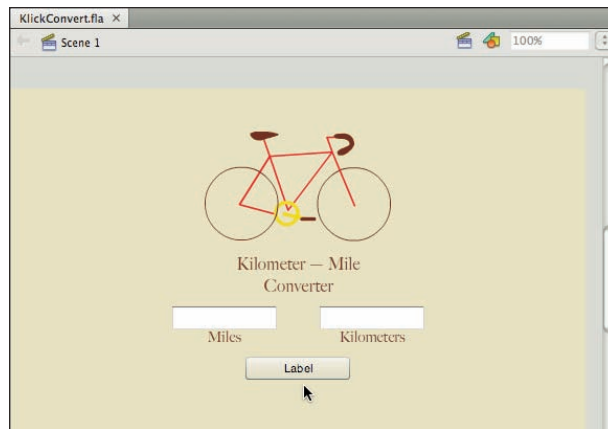 KlickConvert.fla ×
Scene 1
100%
Kilometer — Mile
Converter
Miles
Kilometers
Label